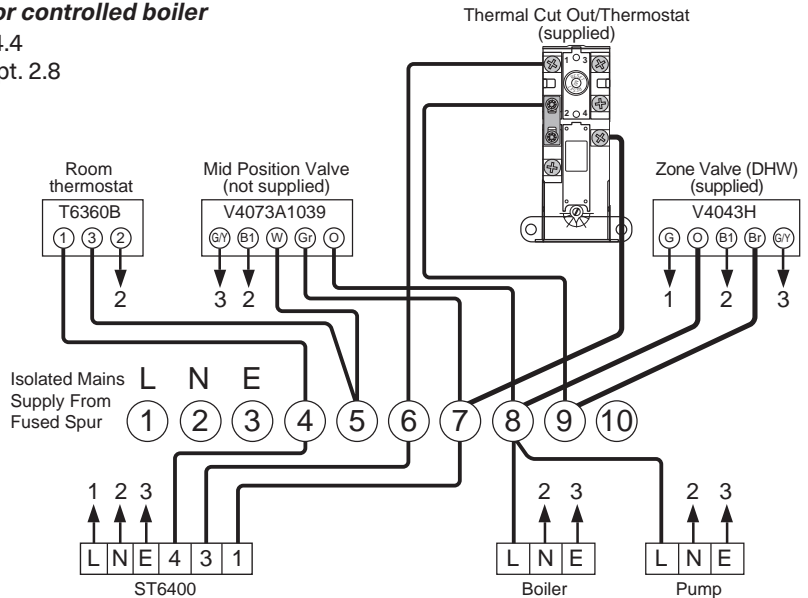 or controlled boiler
4.4
pt. 2.8
Thermal Cut Out/Thermostat
(supplied)
1 3
2 4
Room
thermostat
T6360B
1 3 2
2
Mid Position Valve
(not supplied)
V4073A1039
G/Y B1 W Gr O
3 2
Zone Valve (DHW)
(supplied)
V4043H
G O B1 Br G/Y
1 2 3
Isolated Mains
Supply From
Fused Spur
L N E
1 2 3 4 5 6 7 8 9 10
1 2 3
L N E 4 3 1
ST6400
2 3
L N E
Boiler
2 3
L N E
Pump